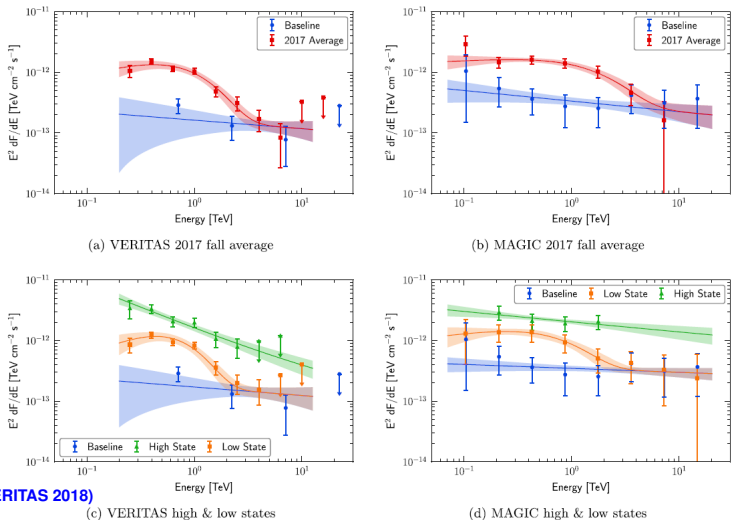 Baseline
2017 Average
E² dF/dE [TeV cm⁻² s⁻¹]
10⁻¹¹
10⁻¹²
10⁻¹³
10⁻¹⁴
10⁻¹
10⁰
10¹
Energy [TeV]
(a) VERITAS 2017 fall average
Baseline
2017 Average
E² dF/dE [TeV cm⁻² s⁻¹]
10⁻¹¹
10⁻¹²
10⁻¹³
10⁻¹⁴
10⁻¹
10⁰
10¹
Energy [TeV]
(b) MAGIC 2017 fall average
E² dF/dE [TeV cm⁻² s⁻¹]
10⁻¹¹
10⁻¹²
10⁻¹³
10⁻¹⁴
Baseline High State Low State
10⁻¹
10⁰
10¹
Energy [TeV]
ERITAS 2018)
(c) VERITAS high & low states
Baseline Low State High State
E² dF/dE [TeV cm⁻² s⁻¹]
10⁻¹¹
10⁻¹²
10⁻¹³
10⁻¹⁴
10⁻¹
10⁰
10¹
Energy [TeV]
(d) MAGIC high & low states